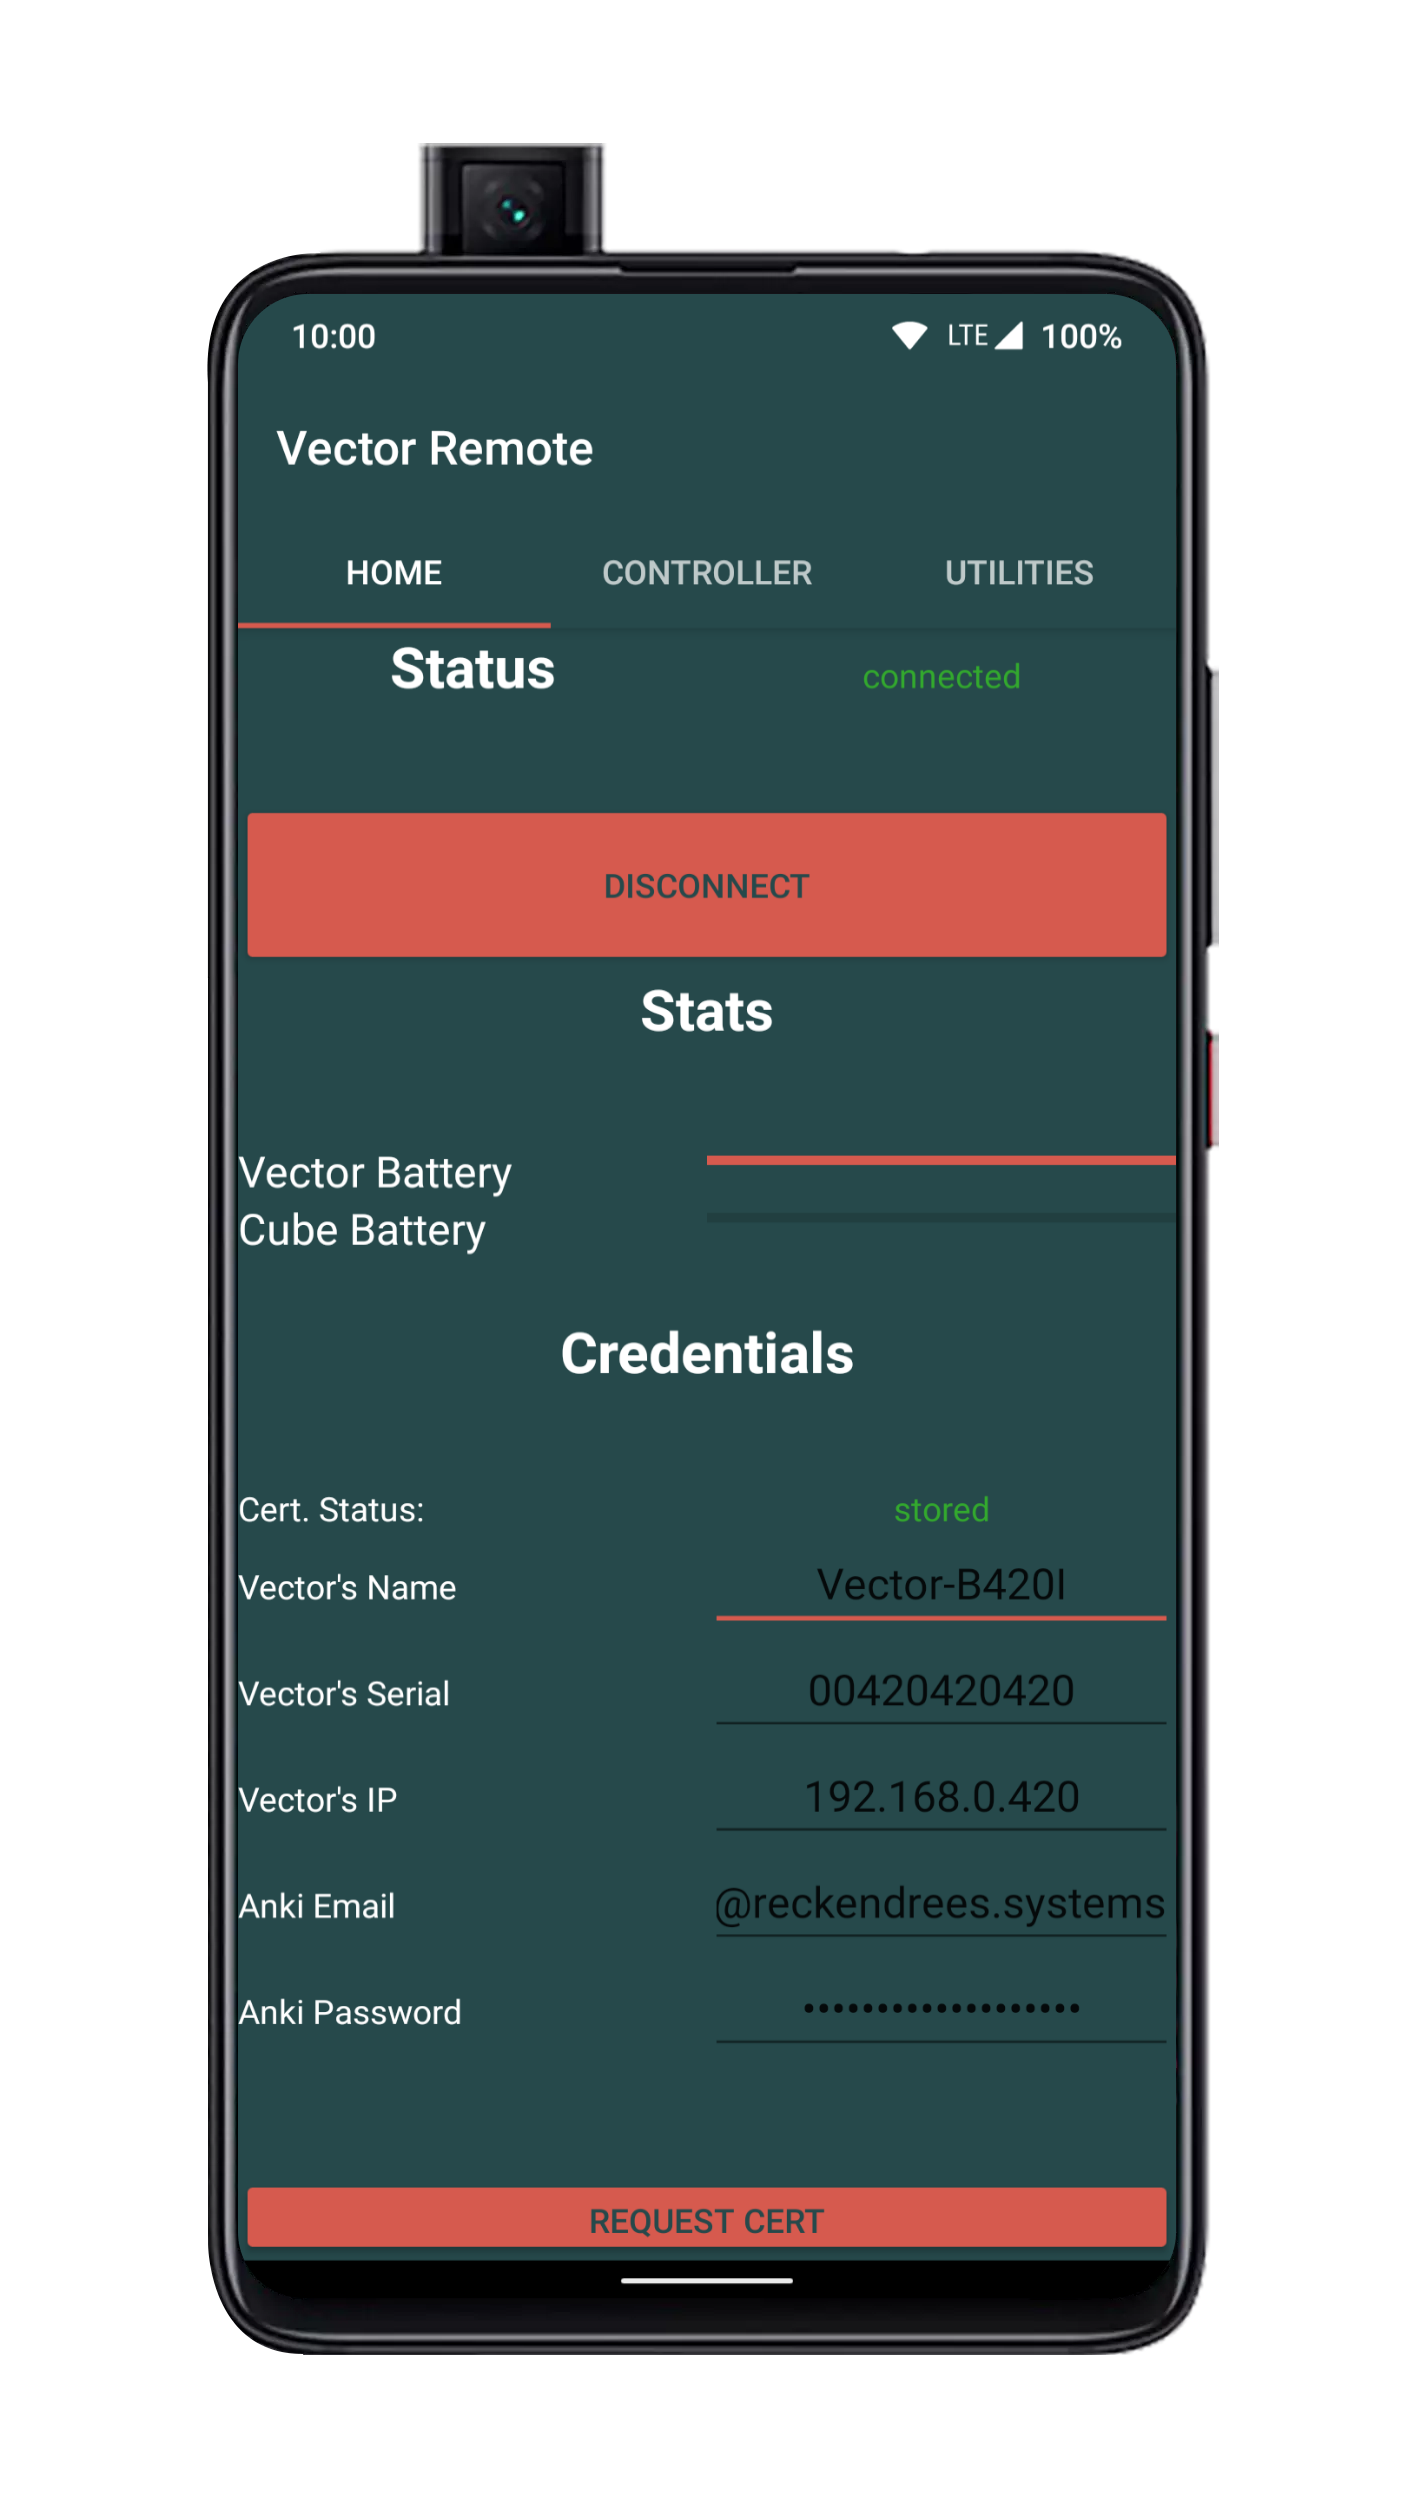 10:00 LTE 100%
Vector Remote
HOME CONTROLLER UTILITIES
Status connected
DISCONNECT
Stats
Vector Battery
Cube Battery
Credentials
Cert. Status: stored
Vector's Name Vector-B420I
Vector's Serial 00420420420
Vector's IP 192.168.0.420
Anki Email @reckendrees.systems
Anki Password •••••••••••••••••••
REQUEST CERT